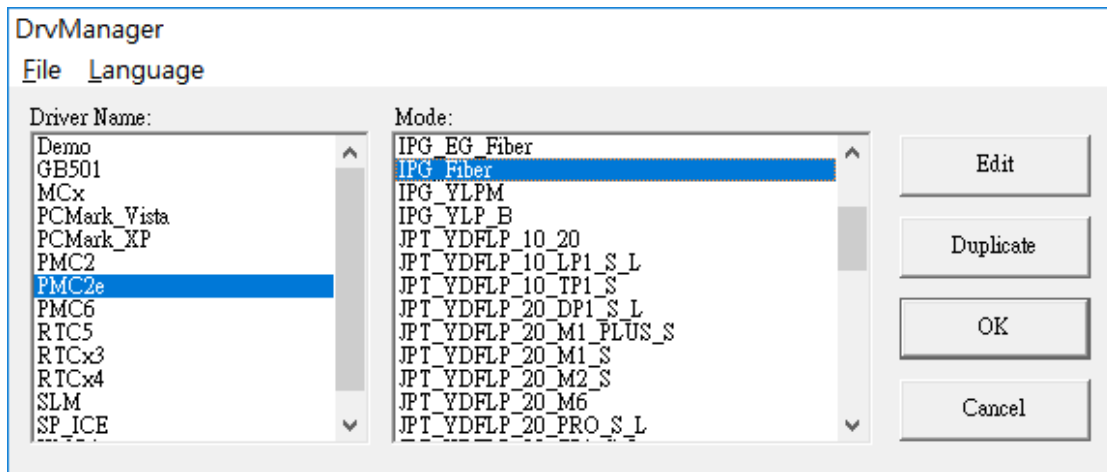 DrvManager
File Language
Driver Name:
Demo
GB501
MCx
PCMark_Vista
PCMark_XP
PMC2
PMC2e
PMC6
RTC5
RTCx3
RTCx4
SLM
SP_ICE
Mode:
IPG_EG_Fiber
IPG_Fiber
IPG_YLPM
IPG_YLP_B
JPT_YDFLP_10_20
JPT_YDFLP_10_LP1_S_L
JPT_YDFLP_10_TP1_S
JPT_YDFLP_20_DP1_S_L
JPT_YDFLP_20_M1_PLUS_S
JPT_YDFLP_20_M1_S
JPT_YDFLP_20_M2_S
JPT_YDFLP_20_M6
JPT_YDFLP_20_PRO_S_L
Edit
Duplicate
OK
Cancel